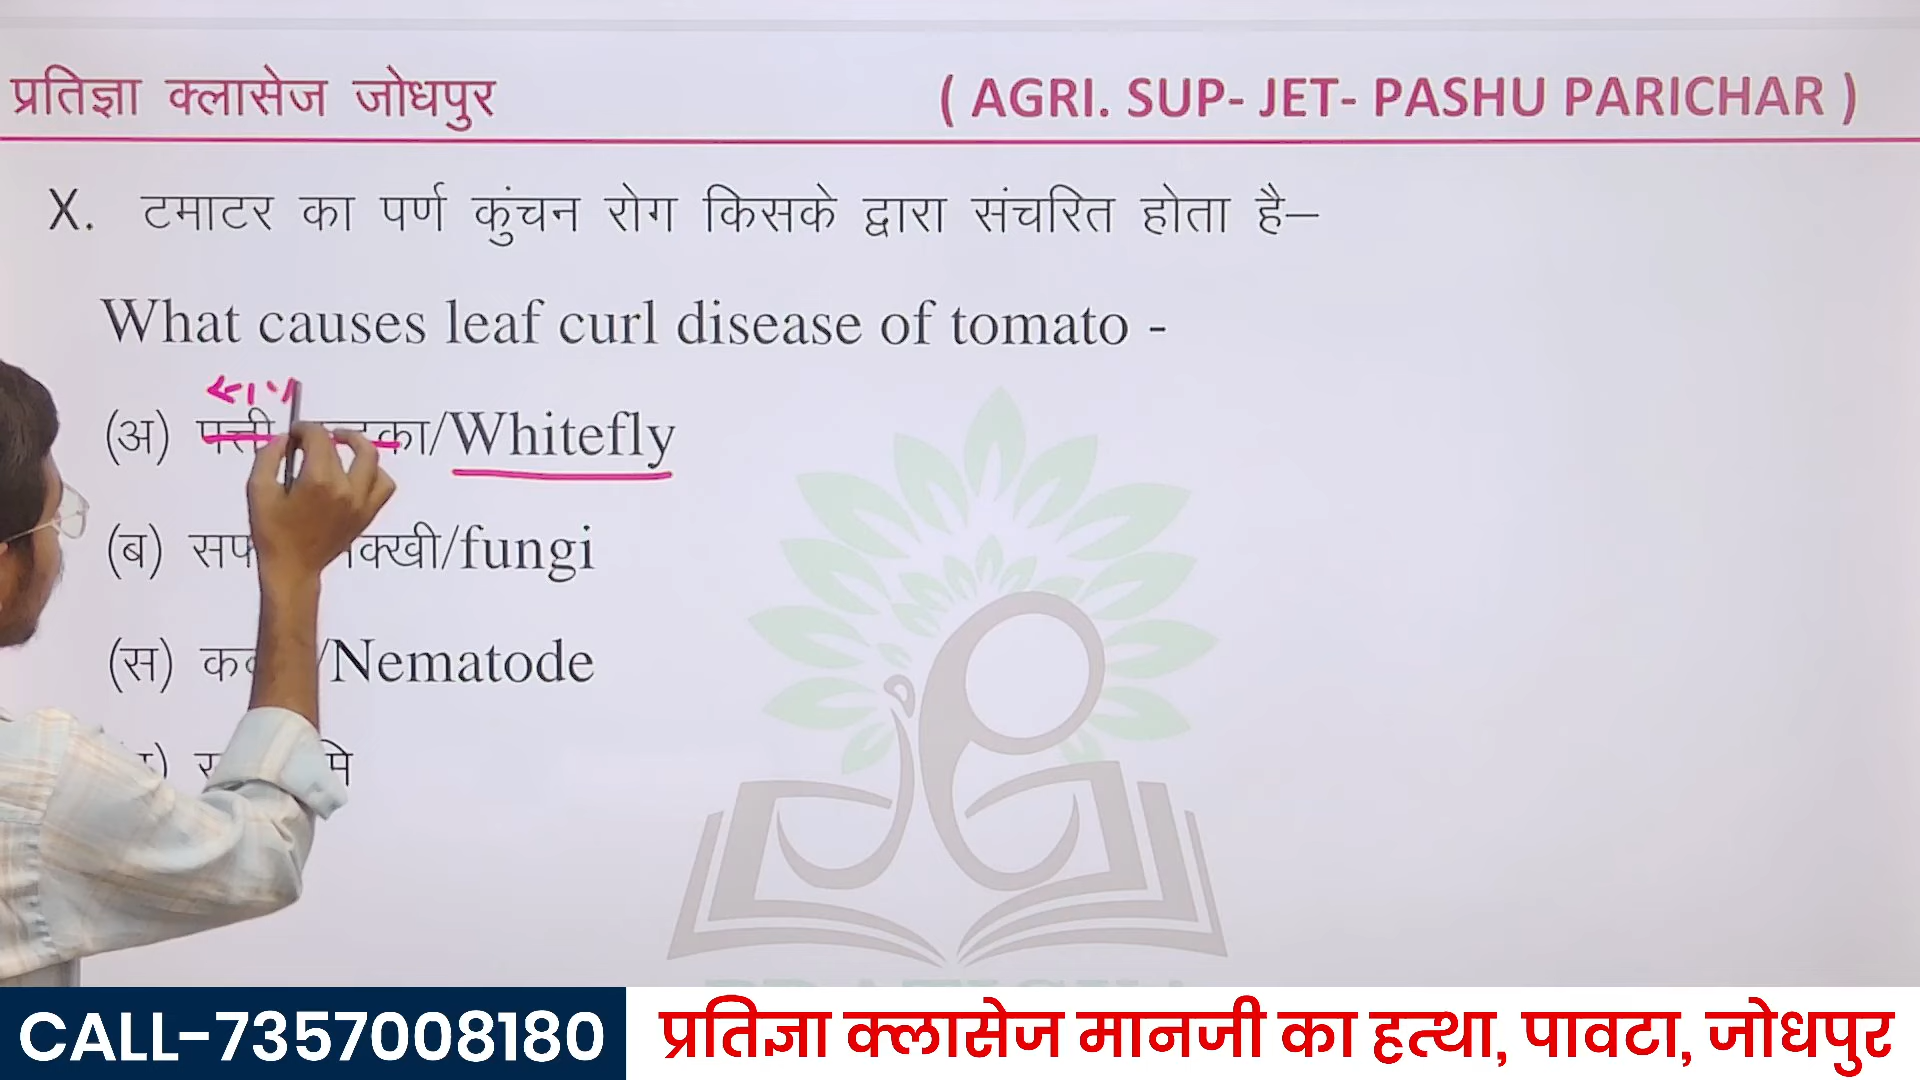 प्रतिज्ञा क्लासेज जोधपुर ( AGRI. SUP- JET- PASHU PARICHAR )
X. टमाटर का पर्ण कुंचन रोग किसके द्वारा संचरित होता है–
What causes leaf curl disease of tomato -
(अ) पत्ती /Whitefly
(ब) /fungi
(स) /Nematode
CALL-7357008180 प्रतिज्ञा क्लासेज मानजी का हत्था, पावटा, जोधपुर